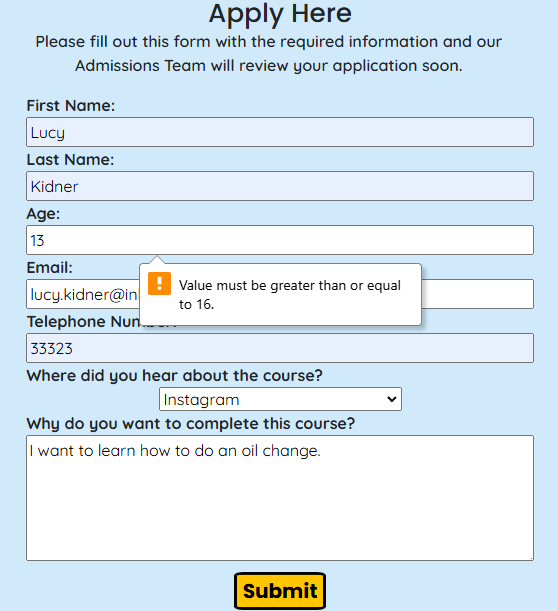 Apply Here
Please fill out this form with the required information and our
Admissions Team will review your application soon.
First Name:
Lucy
Last Name:
Kidner
Age:
13
!
Value must be greater than or equal
to 16.
Email:
lucy.kidner@in
Telephone Number:
33323
Where did you hear about the course?
Instagram
Why do you want to complete this course?
I want to learn how to do an oil change.
Submit